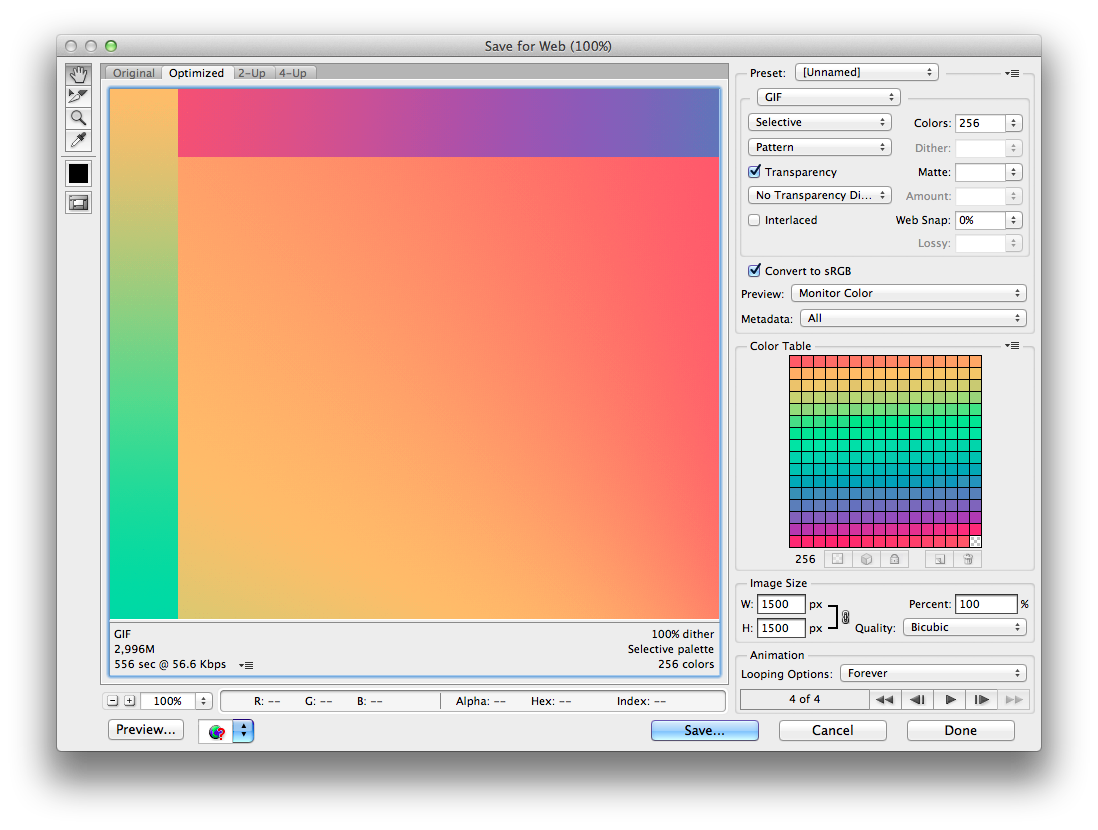 Save for Web (100%)
Original Optimized 2-Up 4-Up
Preset: [Unnamed]
GIF
Selective Colors: 256
Pattern Dither:
Transparency Matte:
No Transparency Di... Amount:
Interlaced Web Snap: 0%
Lossy:
Convert to sRGB
Preview: Monitor Color
Metadata: All
Color Table
256
Image Size
W: 1500 px Percent: 100 %
H: 1500 px Quality: Bicubic
Animation
Looping Options: Forever
4 of 4
GIF 100% dither
2,996M Selective palette
556 sec @ 56.6 Kbps 256 colors
100% R: -- G: -- B: -- Alpha: -- Hex: -- Index: --
Preview... Save... Cancel Done